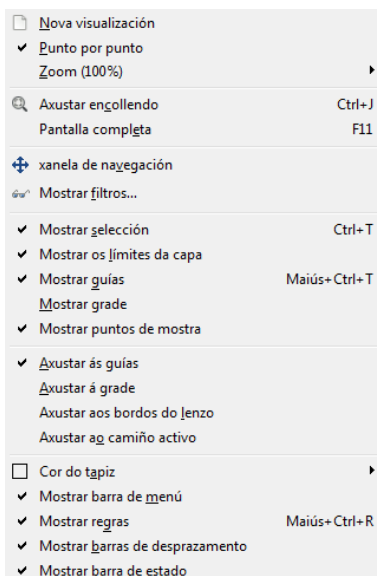 Nova visualización
Punto por punto
Zoom (100%)
Axustar encollendo Ctrl+J
Pantalla completa F11
xanela de navegación
Mostrar filtros...
Mostrar selección Ctrl+T
Mostrar os límites da capa
Mostrar guías Maiús+Ctrl+T
Mostrar grade
Mostrar puntos de mostra
Axustar ás guías
Axustar á grade
Axustar aos bordos do lenzo
Axustar ao camiño activo
Cor do tapiz
Mostrar barra de menú
Mostrar regras Maiús+Ctrl+R
Mostrar barras de desprazamento
Mostrar barra de estado